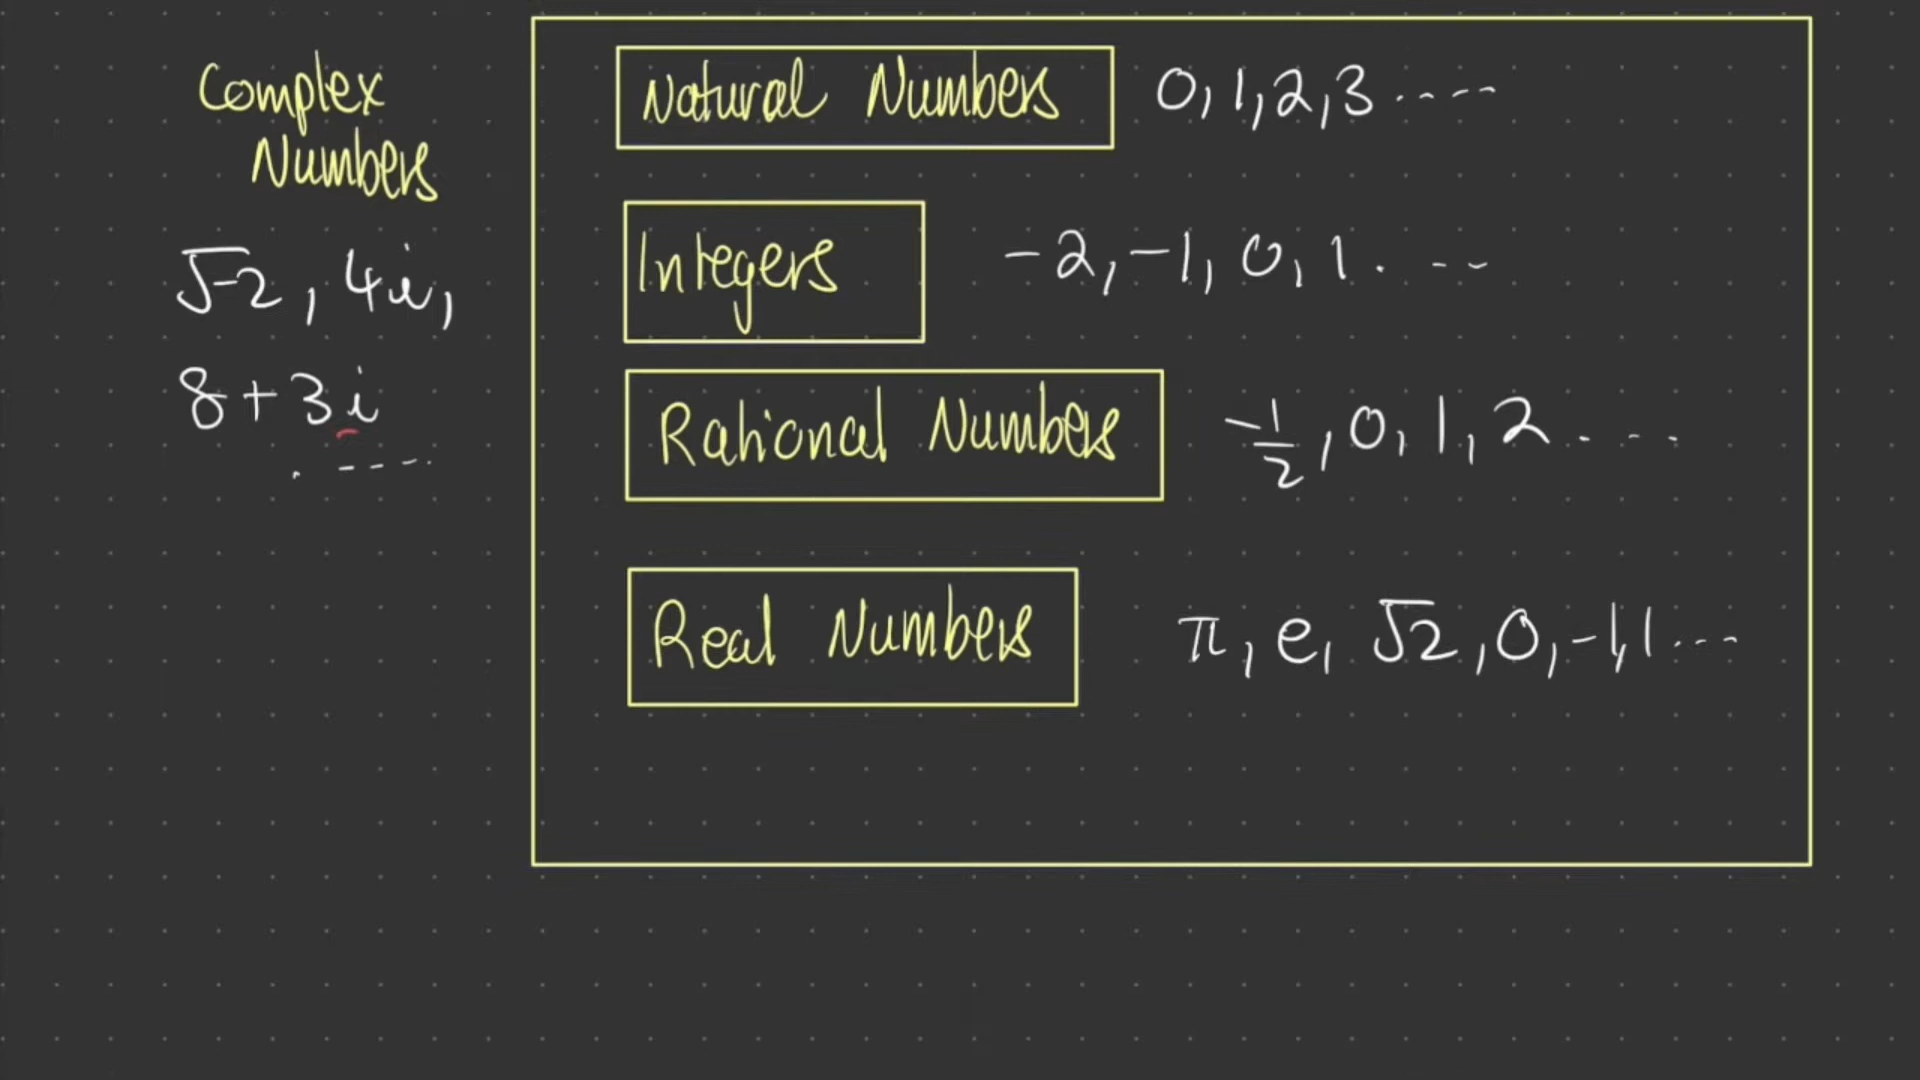 Complex
Numbers
√-2, 4i,
8+3i
. ----.
Natural Numbers 0, 1, 2, 3 ·----
Integers -2, -1, 0, 1 . ---
Rational Numbers -1/2, 0, 1, 2 ----
Real Numbers π, e, √2, 0, -1, 1 ...